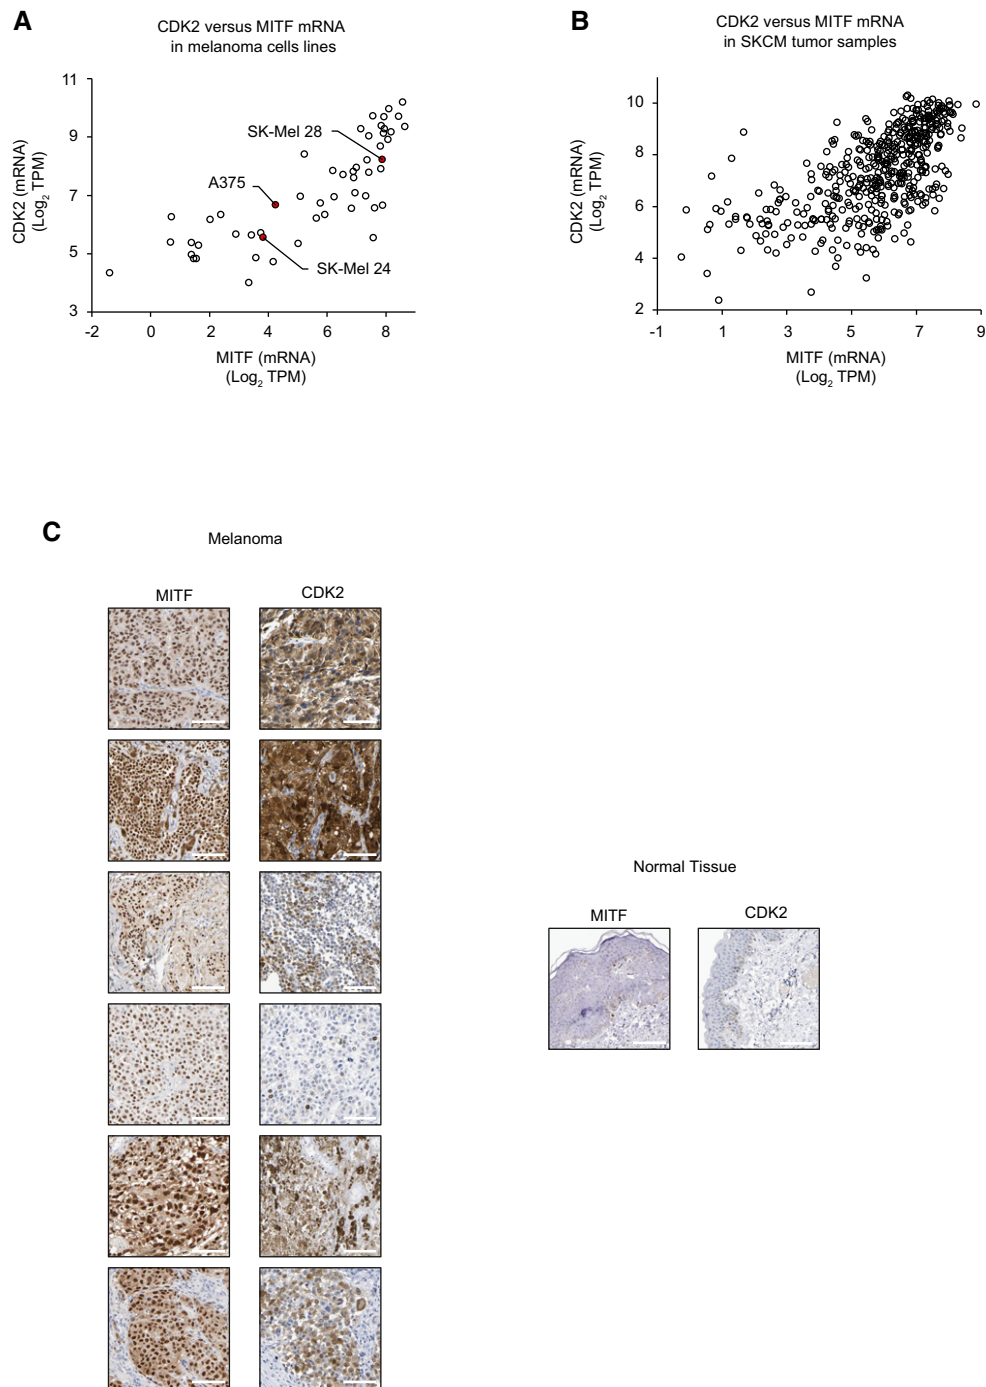 A
CDK2 versus MITF mRNA
in melanoma cells lines
CDK2 (mRNA)
(Log2 TPM)
11
9
7
5
3
SK-Mel 28
A375
SK-Mel 24
-2 0 2 4 6 8
MITF (mRNA)
(Log2 TPM)
B
CDK2 versus MITF mRNA
in SKCM tumor samples
CDK2 (mRNA)
(Log2 TPM)
10
8
6
4
2
-1 1 3 5 7 9
MITF (mRNA)
(Log2 TPM)
C
Melanoma
MITF CDK2
Normal Tissue
MITF CDK2